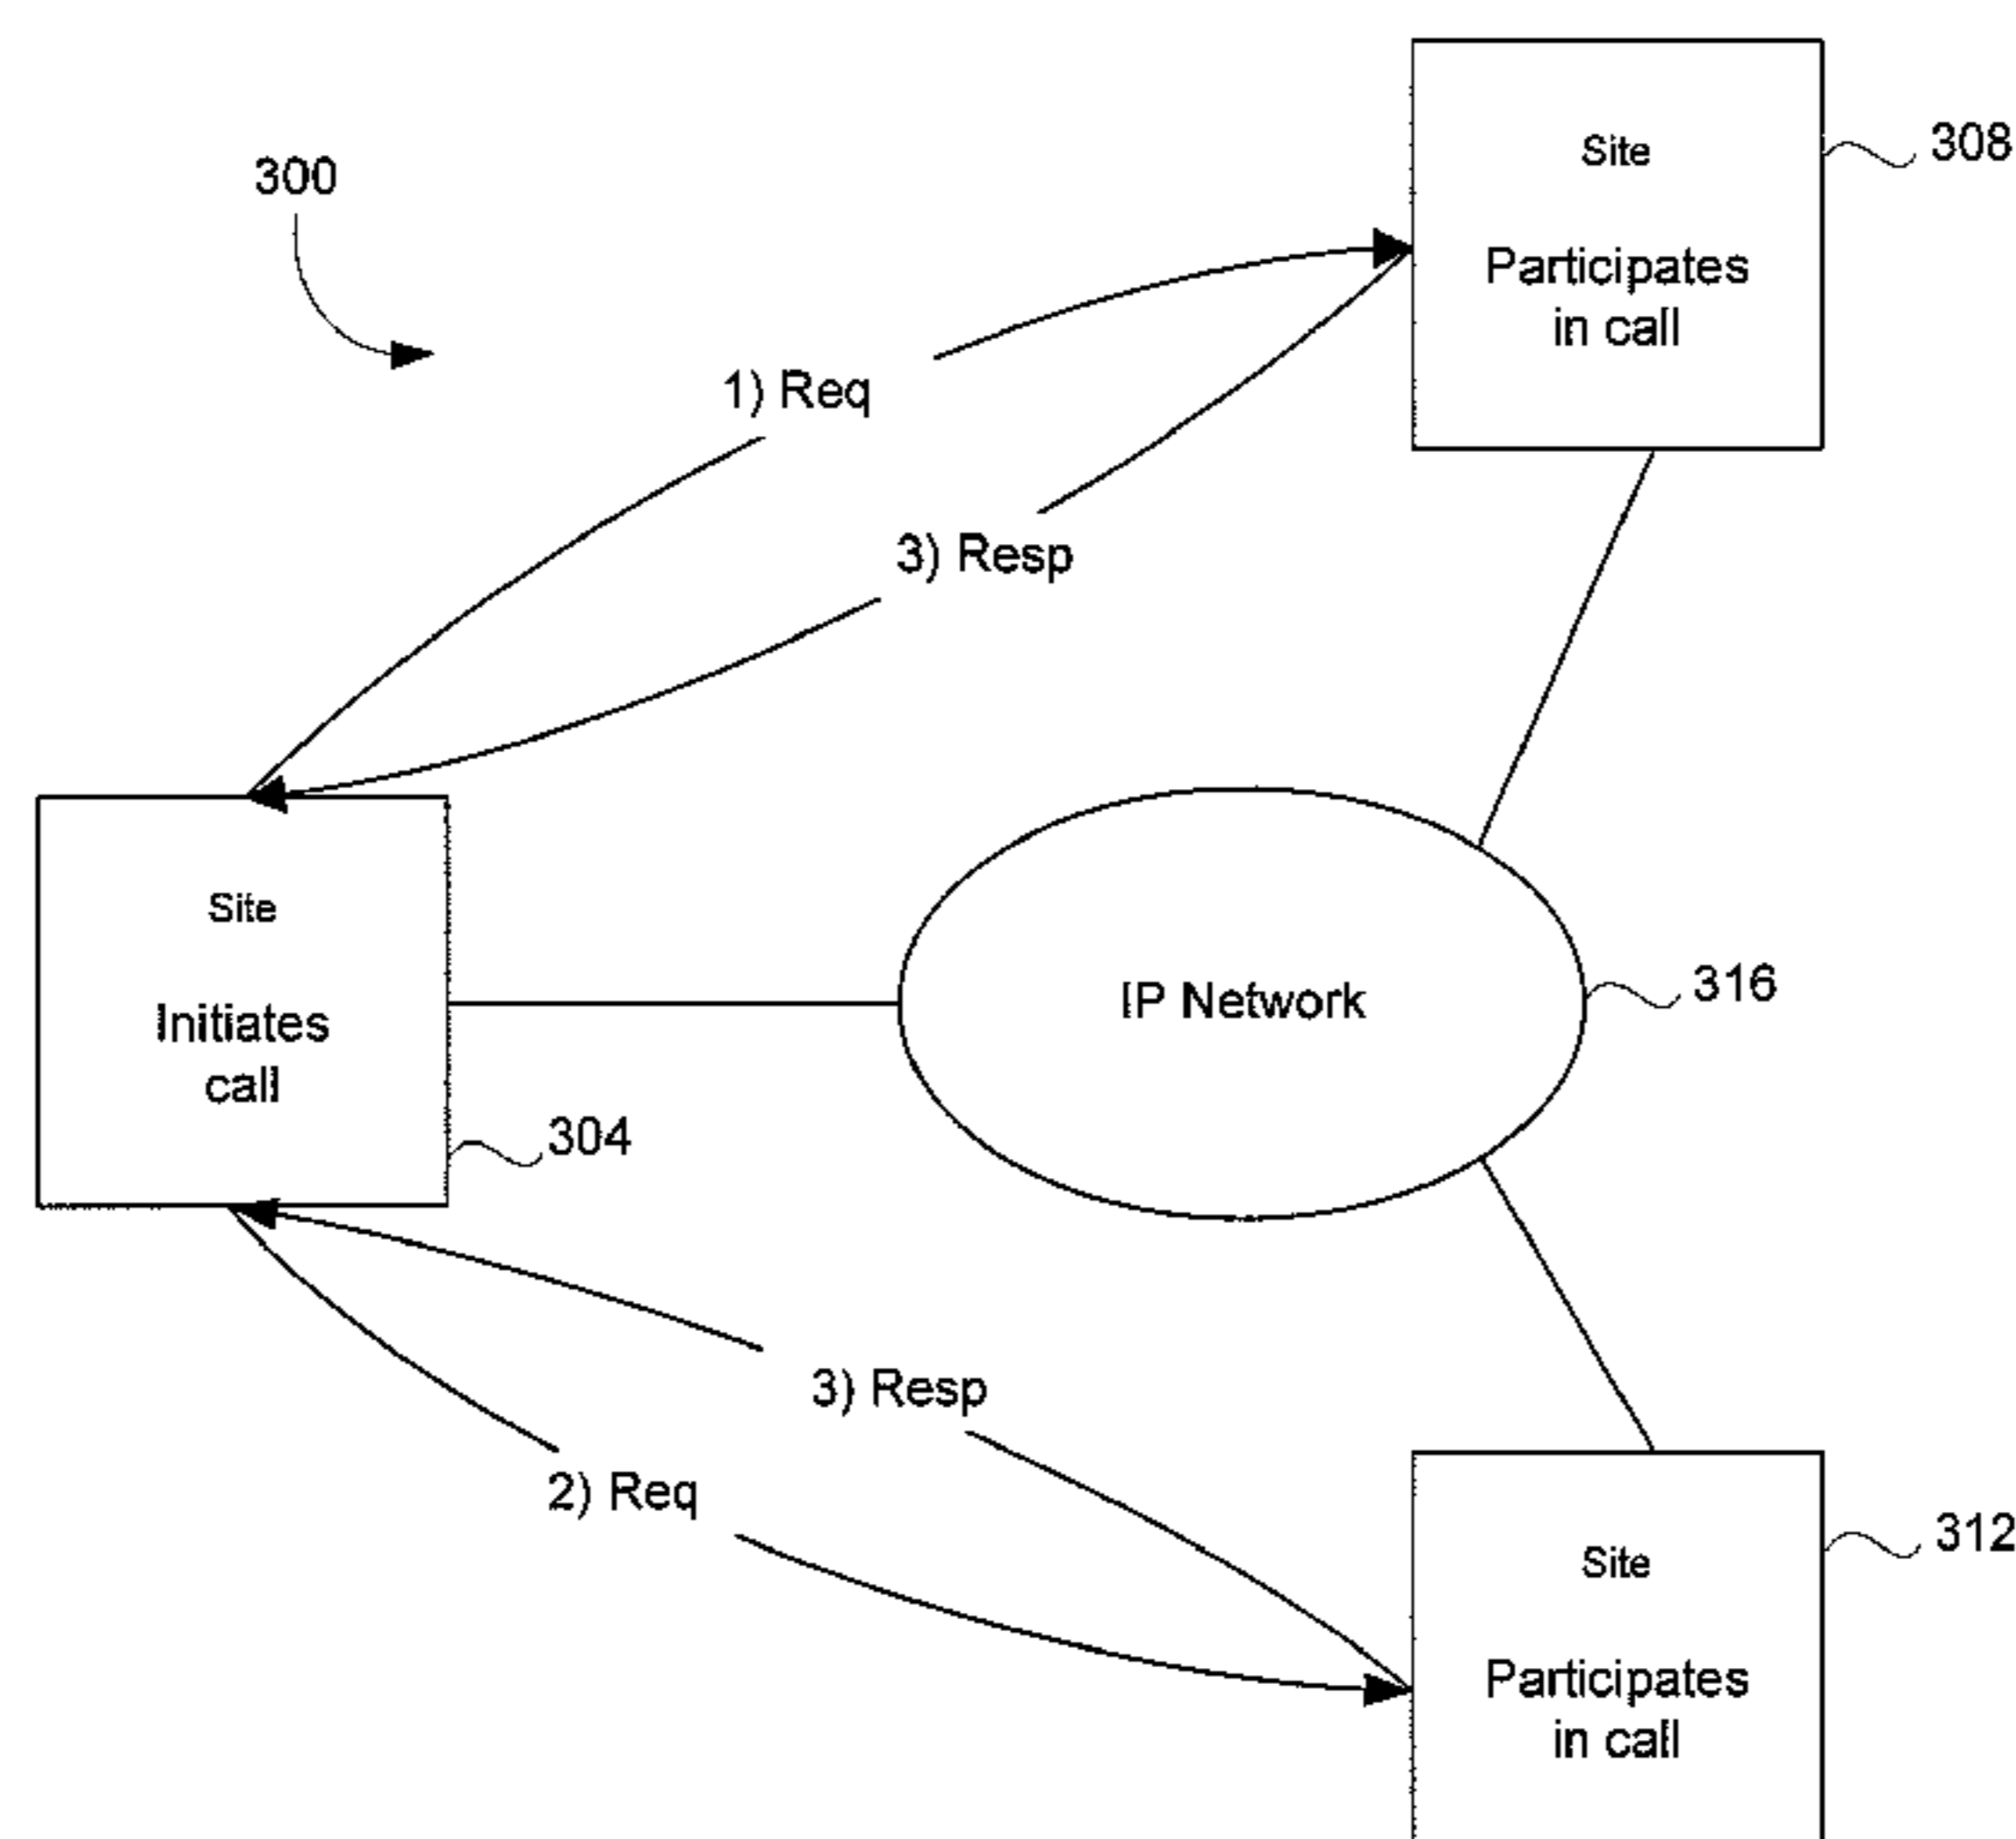 300
Site
308
Participates
in call
1) Req
3) Resp
Site
Initiates
call
304
IP Network
316
3) Resp
2) Req
Site
312
Participates
in call